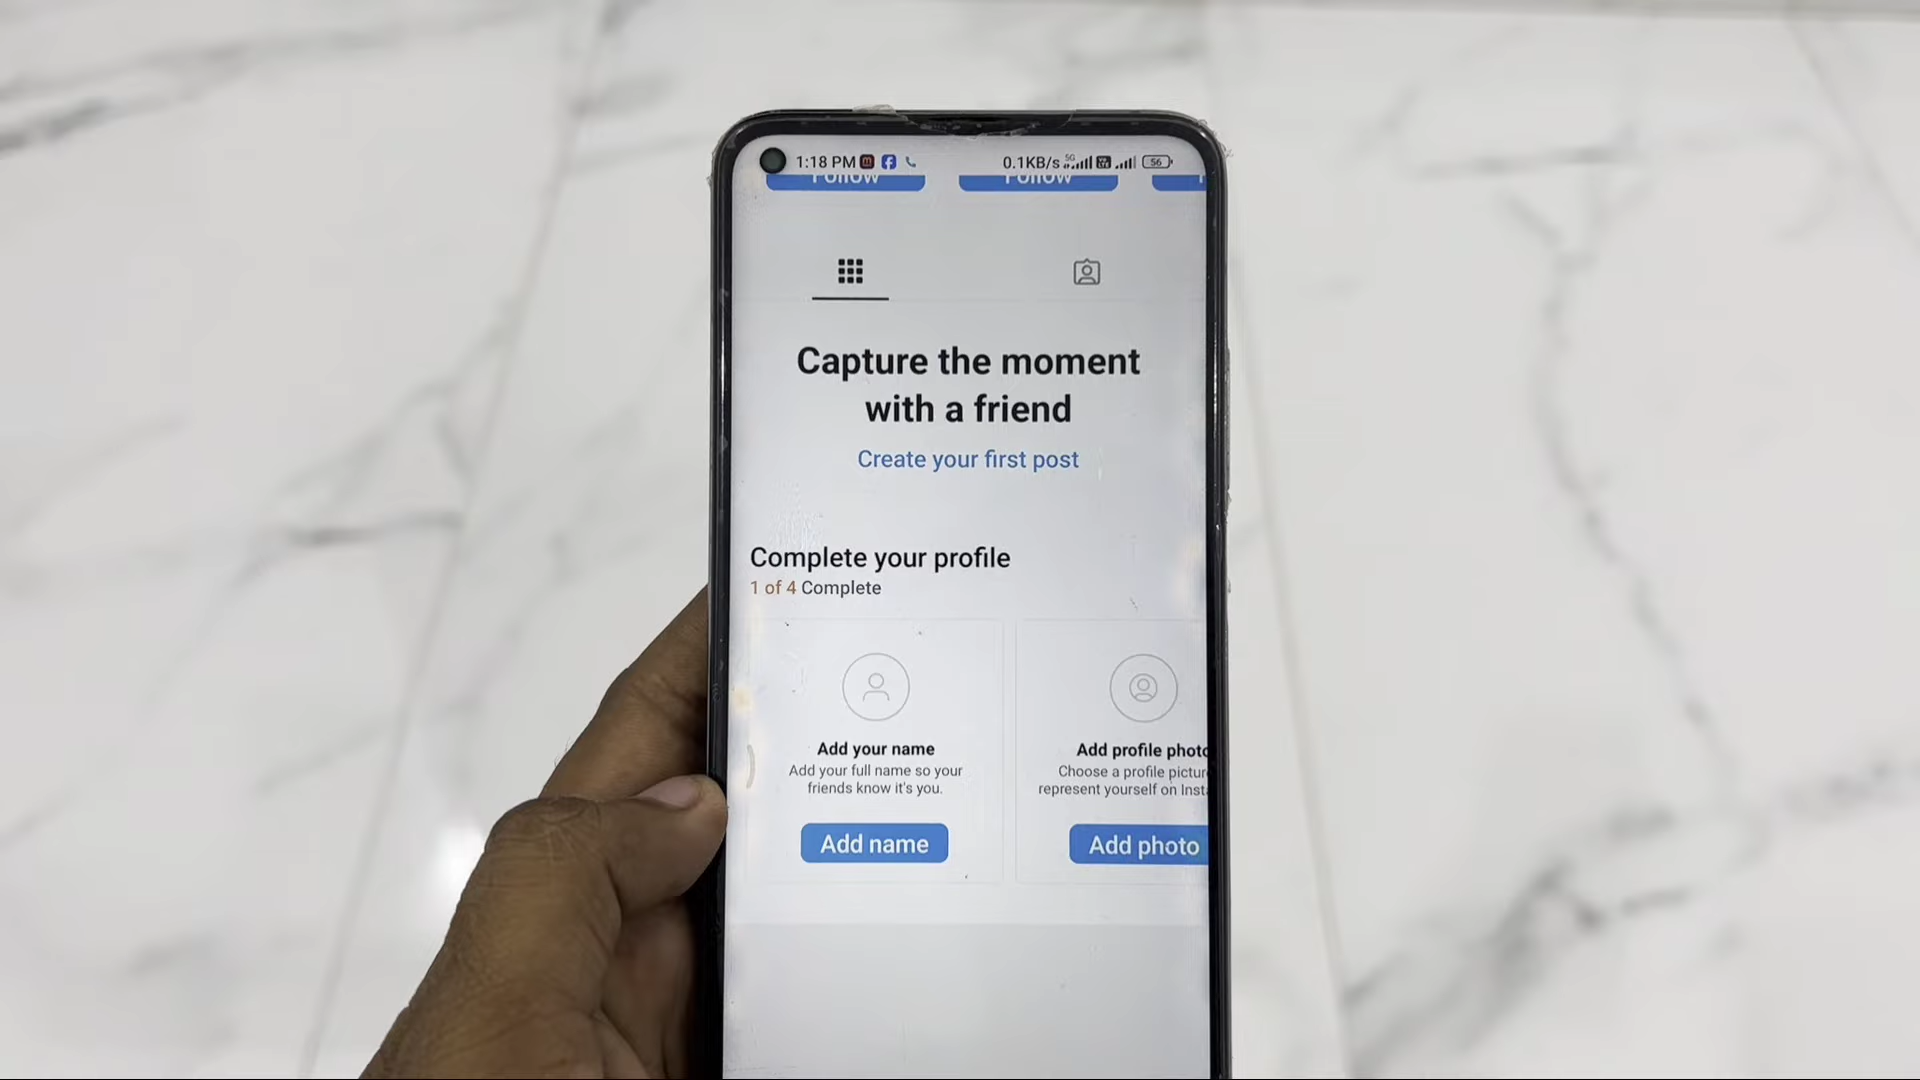 1:18 PM 0.1KB/s 5G 56
Follow Follow
Capture the moment
with a friend
Create your first post
Complete your profile
1 of 4 Complete
Add your name
Add your full name so your
friends know it's you.
Add name
Add profile photo
Choose a profile pictur
represent yourself on Inst
Add photo